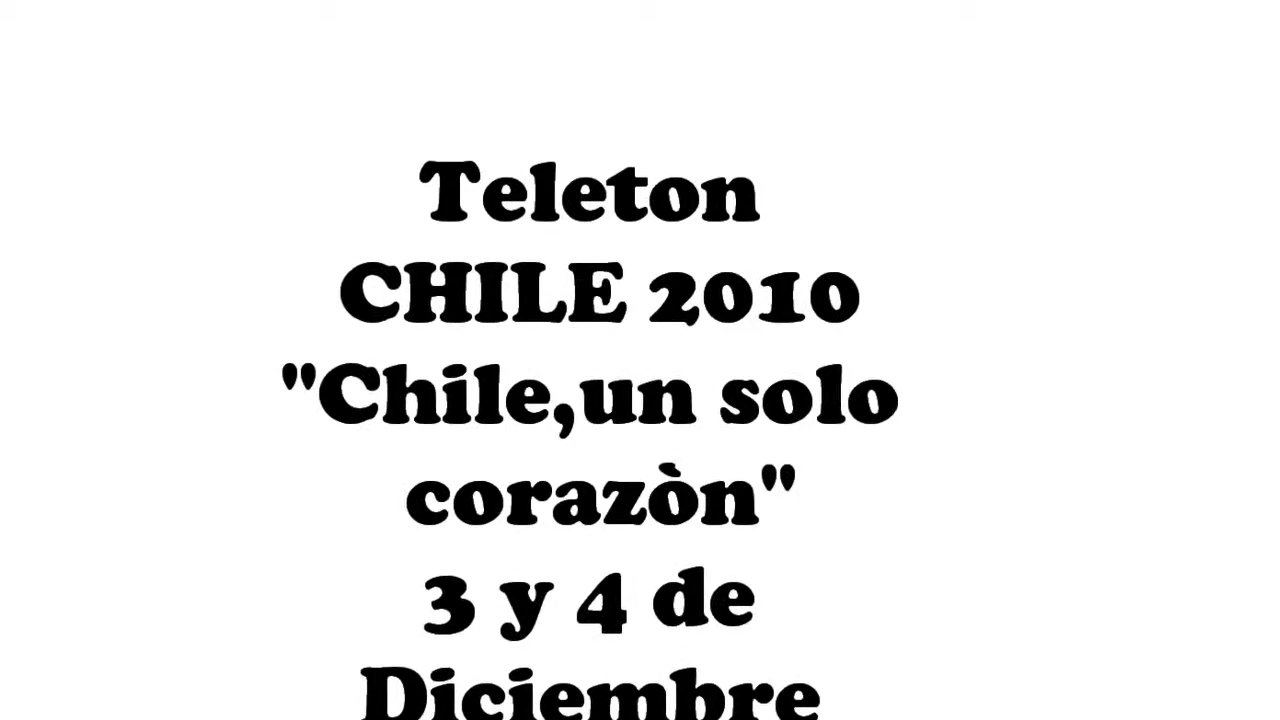 Teleton
CHILE 2010
"Chile,un solo
corazòn"
3 y 4 de
Diciembre